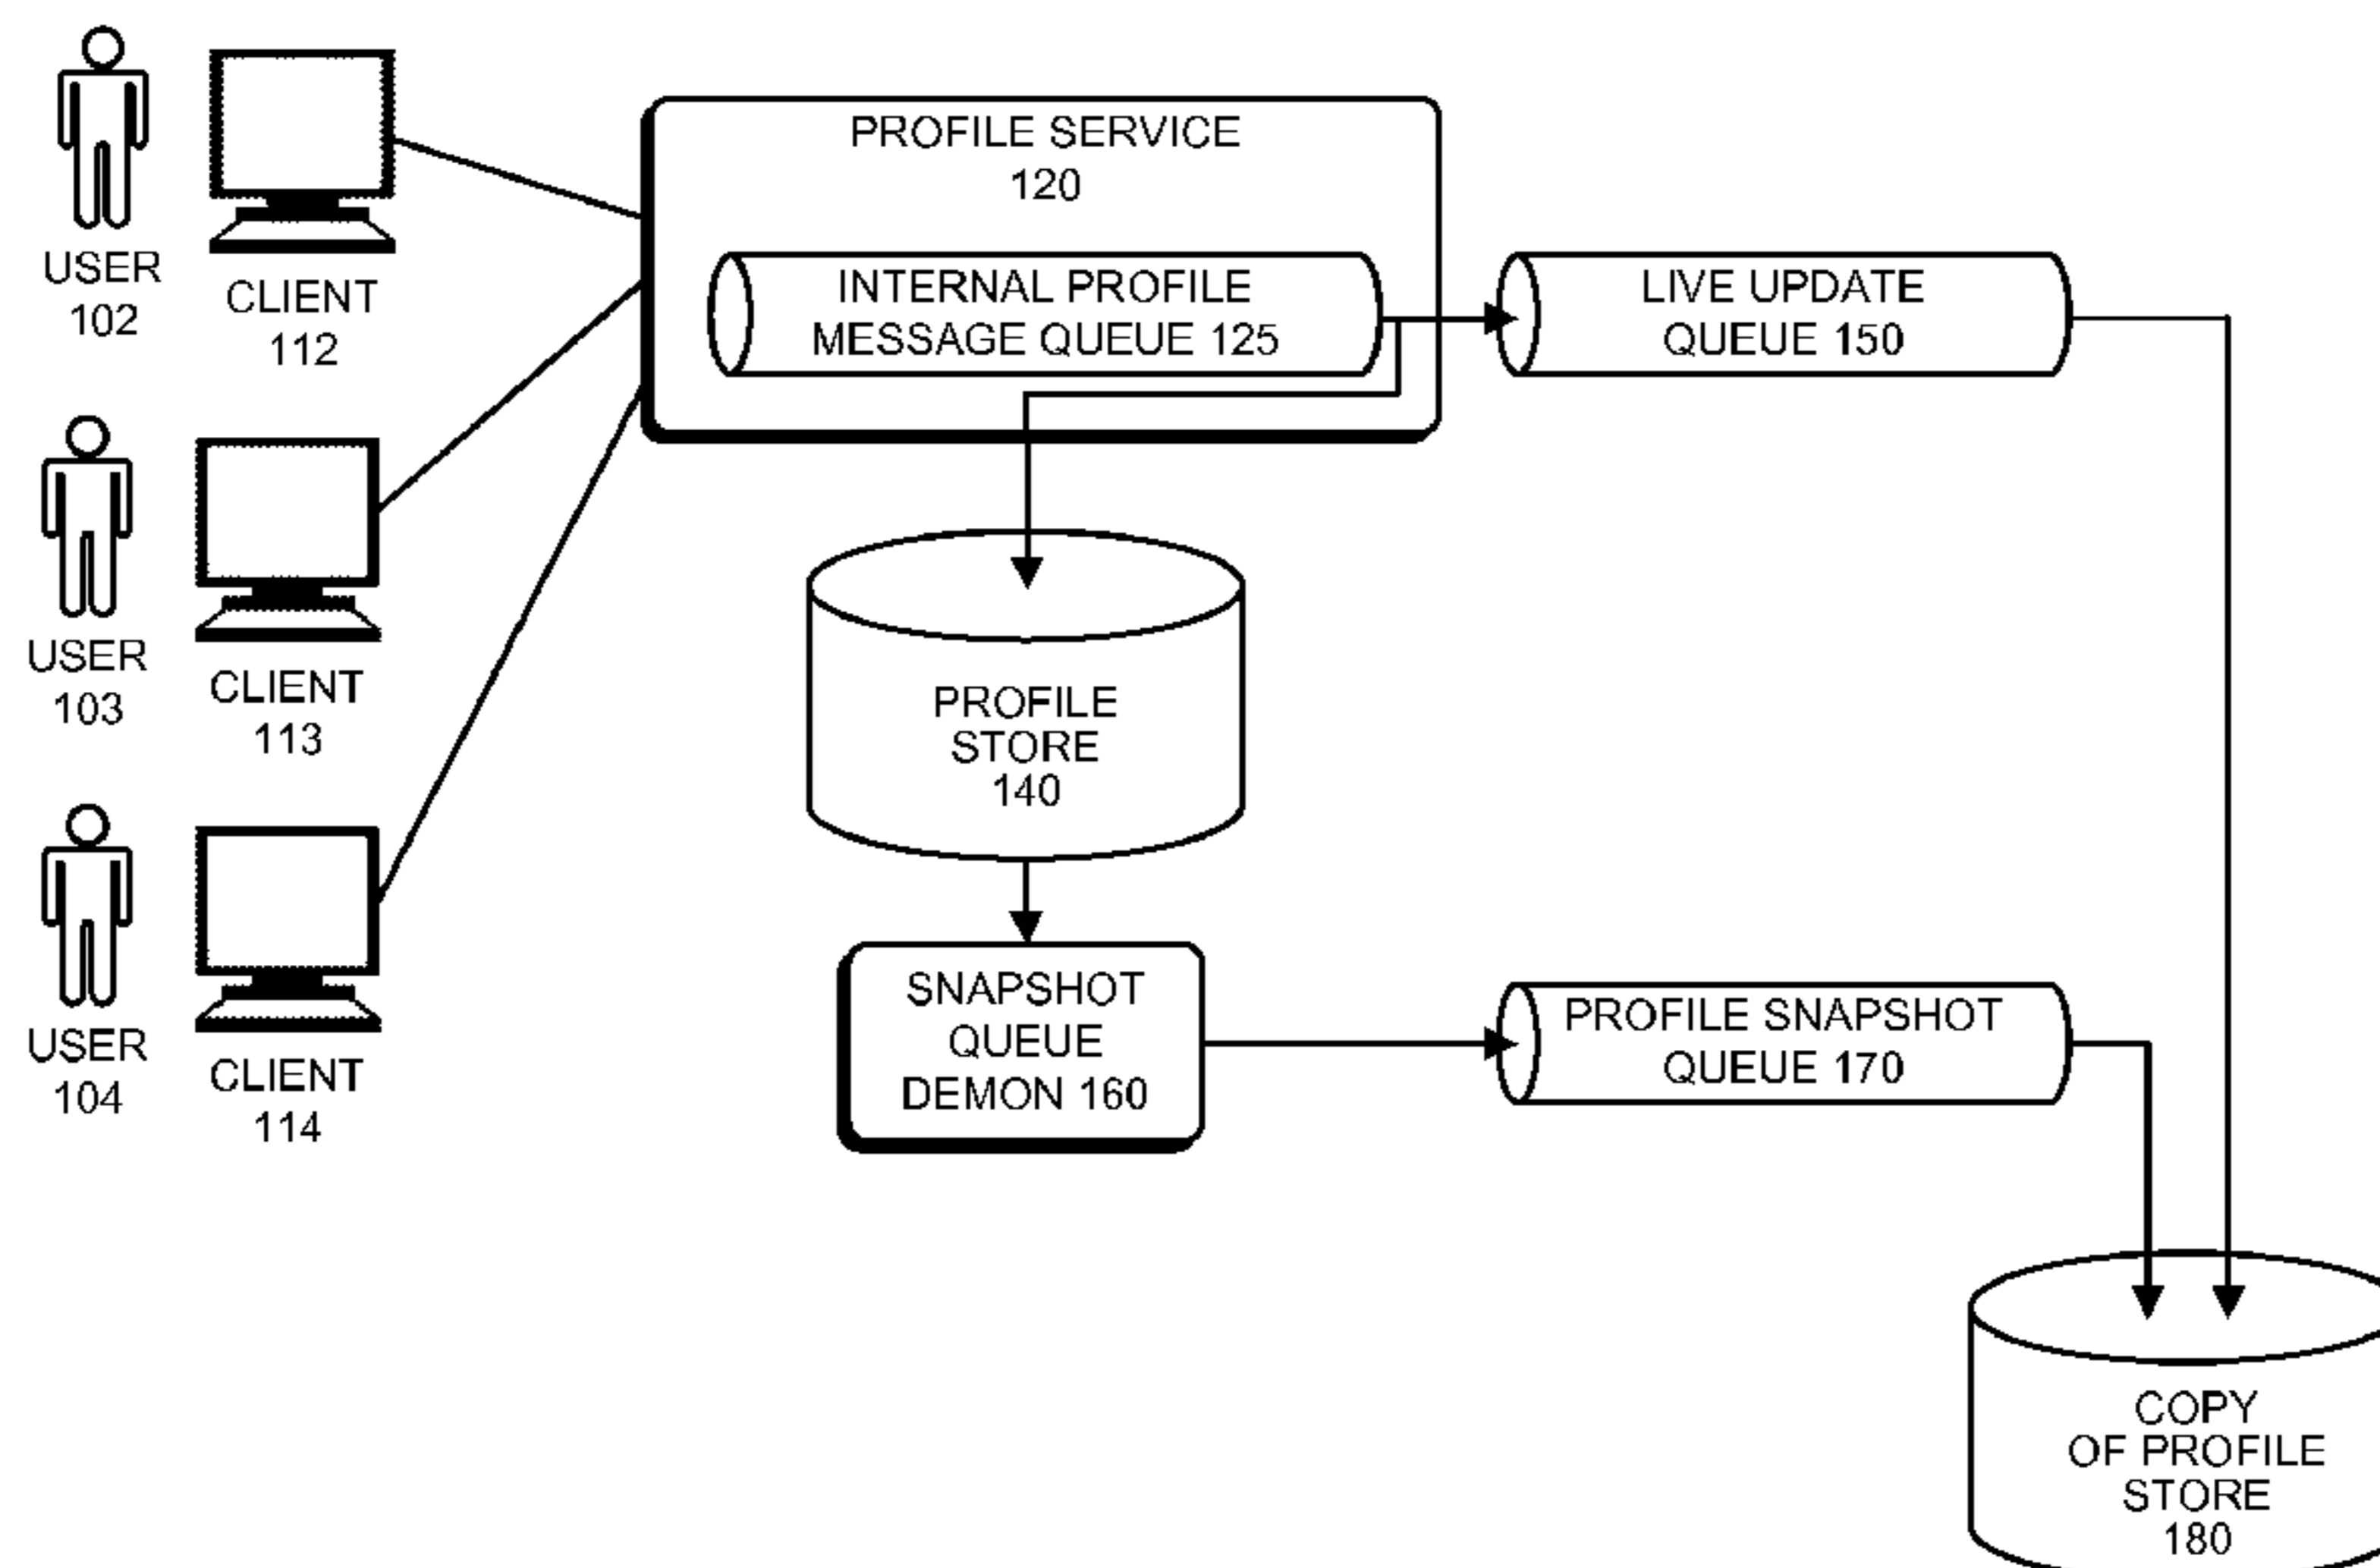 USER
102
CLIENT
112
PROFILE SERVICE
120
INTERNAL PROFILE
MESSAGE QUEUE 125
LIVE UPDATE
QUEUE 150
USER
103
CLIENT
113
PROFILE
STORE
140
USER
104
CLIENT
114
SNAPSHOT
QUEUE
DEMON 160
PROFILE SNAPSHOT
QUEUE 170
COPY
OF PROFILE
STORE
180